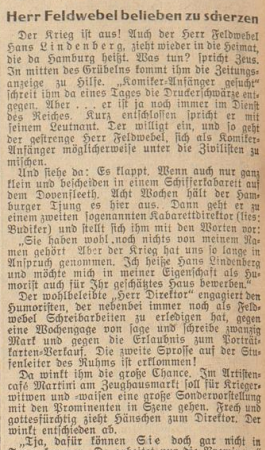 Herr Feldwebel belieben zu scherzen
Der Krieg ist aus! Auch der Herr Feldwebel
Hans Lindenberg, zieht wieder in die Heimat,
die da Hamburg heißt. Was tun? spricht Zeus.
In mitten des Grübelns kommt ihm die Zeitungs-
anzeige zu Hilfe. „Komiker-Anfänger gesucht“
schreit ihm da eines Tages die Druckerschwärze ent-
gegen. Aber . . . er ist ja noch immer im Dienst
des Reiches. Kurz entschlossen spricht er mit
seinem Leutnant. Der willigt ein, und so geht
der gestrenge Herr Feldwebel, sich als Komiker-
Anfänger möglicherweise unter die Zivilisten zu
mischen.
Und siehe da: Es klappt. Wenn auch nur ganz
klein und bescheiden in einem Schifferkabarett auf
dem Dovenfleeth. Acht Wochen hält der Ham-
burger Tjung es hier aus. Dann geht er zu
einem zweiten sogenannten Kabarettdirektor (lies:
Budiker) und stellt sich ihm mit den Worten vor:
„Sie haben wohl noch nichts von meinem Na-
men gehört! Aber der Krieg hat uns so lange in
Anspruch genommen. Ich heiße Hans Lindenberg
und möchte mich in meiner Eigenschaft als Hu-
morist auch für Ihr geschätztes Haus bewerben.“
Der wohlbeleibte „Herr Direktor“ engagiert den
Humoristen, der nebenbei immer noch als Feld-
webel Schreibarbeiten zu erledigen hat, gegen
eine Wochengage von sage und schreibe zwanzig
Mark und gegen die Erlaubnis zum Porträt-
karten-Verkauf. Die zweite Sprosse auf der Stu-
fenleiter des Ruhms ist erklommen!
Da winkt ihm die große Chance. Im Artisten-
café Martini am Zeughausmarkt soll für Krieger-
witwen und -waisen eine große Sondervorstellung
mit den Prominenten in Szene gehen. Frech und
gottesfürchtig zieht Hänschen zum Direktor. Der
winkt entschieden ab.
„Tja, dafür können Sie doch gar nicht in